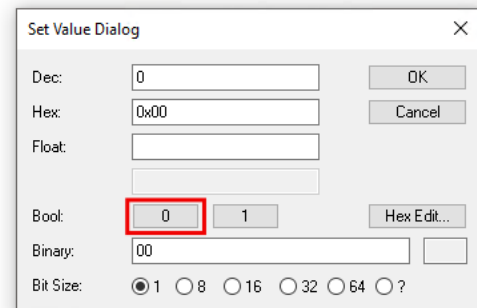 Set Value Dialog
Dec: 0 OK
Hex: 0x00 Cancel
Float:
Bool: 0 1 Hex Edit...
Binary: 00
Bit Size: 1 8 16 32 64 ?